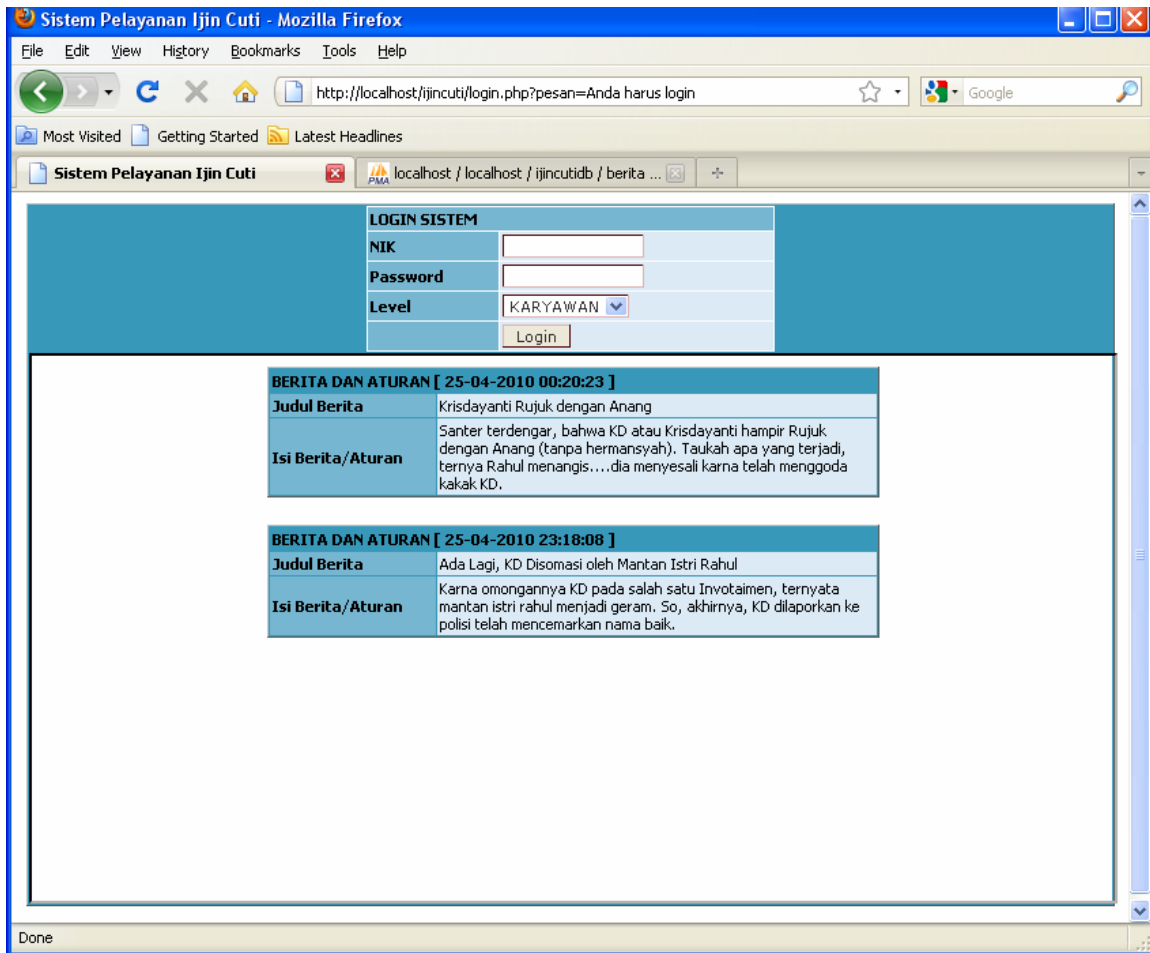 Sistem Pelayanan Ijin Cuti - Mozilla Firefox
File Edit View History Bookmarks Tools Help
http://localhost/ijincuti/login.php?pesan=Anda harus login
Google
Most Visited Getting Started Latest Headlines
Sistem Pelayanan Ijin Cuti
PMA localhost / localhost / ijincutidb / berita ...
LOGIN SISTEM
NIK
Password
Level KARYAWAN
Login
BERITA DAN ATURAN [ 25-04-2010 00:20:23 ]
Judul Berita Krisdayanti Rujuk dengan Anang
Isi Berita/Aturan
Santer terdengar, bahwa KD atau Krisdayanti hampir Rujuk
dengan Anang (tanpa hermansyah). Taukah apa yang terjadi,
ternya Rahul menangis....dia menyesali karna telah menggoda
kakak KD.
BERITA DAN ATURAN [ 25-04-2010 23:18:08 ]
Judul Berita Ada Lagi, KD Disomasi oleh Mantan Istri Rahul
Isi Berita/Aturan
Karna omongannya KD pada salah satu Invotaimen, ternyata
mantan istri rahul menjadi geram. So, akhirnya, KD dilaporkan ke
polisi telah mencemarkan nama baik.
Done